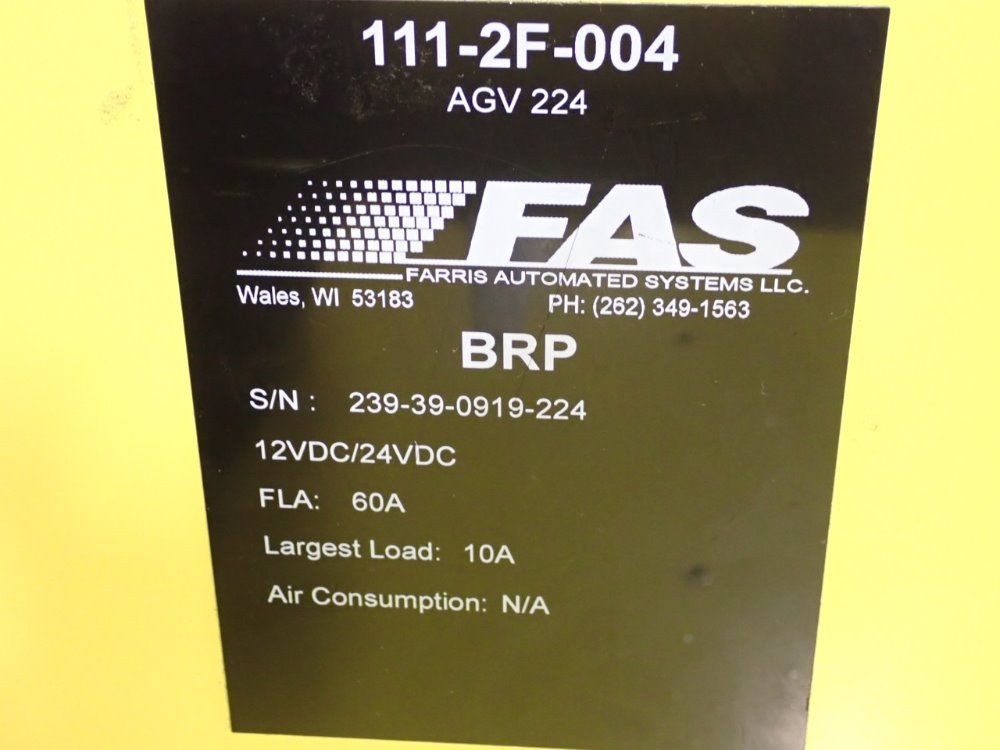 111-2F-004
AGV 224
FAS
FARRIS AUTOMATED SYSTEMS LLC.
Wales, WI 53183 PH: (262) 349-1563
BRP
S/N : 239-39-0919-224
12VDC/24VDC
FLA: 60A
Largest Load: 10A
Air Consumption: N/A